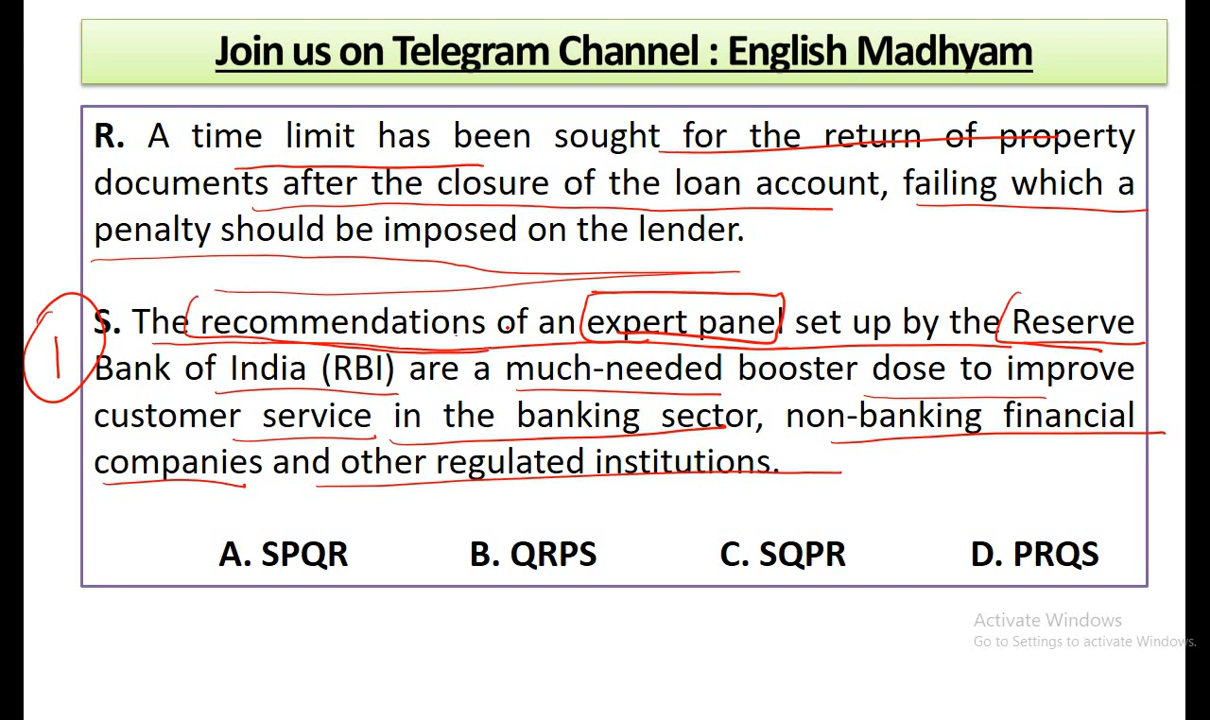 Join us on Telegram Channel : English Madhyam
R. A time limit has been sought for the return of property
documents after the closure of the loan account, failing which a
penalty should be imposed on the lender.
1
S. The recommendations of an expert panel set up by the Reserve
Bank of India (RBI) are a much-needed booster dose to improve
customer service in the banking sector, non-banking financial
companies and other regulated institutions.
A. SPQR B. QRPS C. SQPR D. PRQS
Activate Windows
Go to Settings to activate Windows.